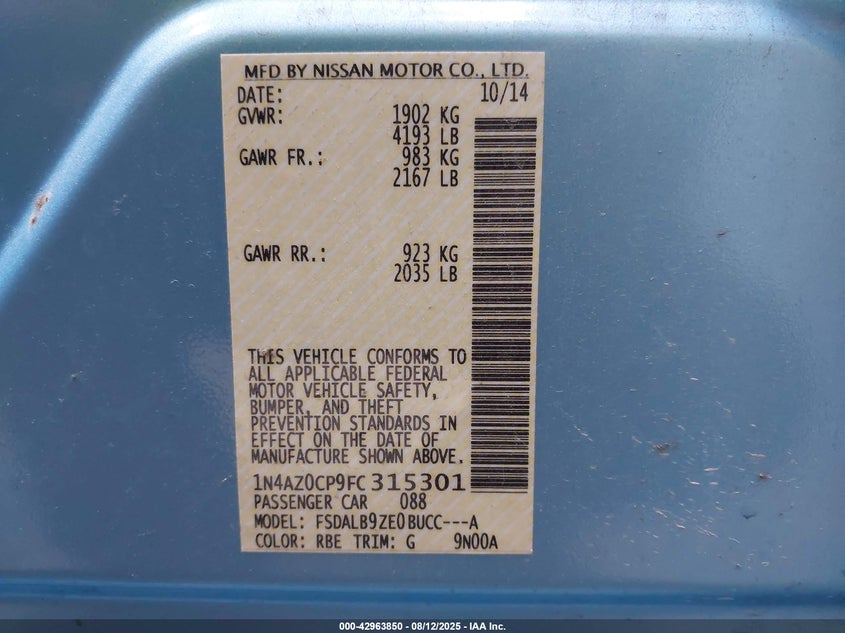 MFD BY NISSAN MOTOR CO., LTD.
DATE: 10/14
GVWR: 1902 KG
4193 LB
GAWR FR.: 983 KG
2167 LB
GAWR RR.: 923 KG
2035 LB
THIS VEHICLE CONFORMS TO
ALL APPLICABLE FEDERAL
MOTOR VEHICLE SAFETY,
BUMPER, AND THEFT
PREVENTION STANDARDS IN
EFFECT ON THE DATE OF
MANUFACTURE SHOWN ABOVE.
1N4AZ0CP9FC315301
PASSENGER CAR 088
MODEL: FSDALB9ZE0BUCC---A
COLOR: RBE TRIM: G 9N00A
000-42963850 - 08/12/2025 - IAA Inc.